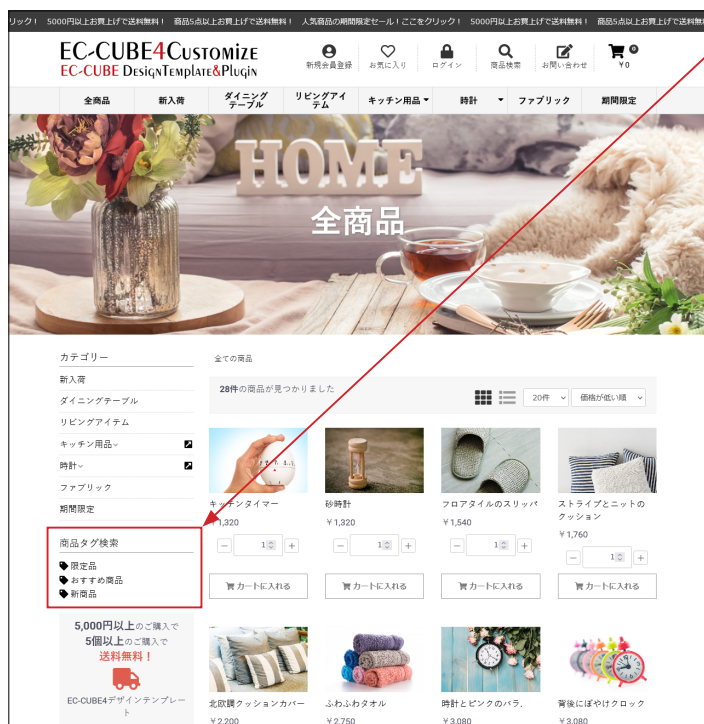 リック！ 5000円以上お買上げで送料無料！ 商品5点以上お買上げで送料無料！ 人気商品の期間限定セール！ここをクリック！ 5000円以上お買上げで送料無料！ 商品5点以上お買上げで送料無
EC-CUBE4Customize
EC-CUBE DesignTemplate&Plugin
新規会員登録
お気に入り
ログイン
商品検索
お問い合わせ
0
￥0
全商品
新入荷
ダイニング
テーブル
リビングアイ
テム
キッチン用品
時計
ファブリック
期間限定
HOME
全商品
カテゴリー
新入荷
ダイニングテーブル
リビングアイテム
キッチン用品
時計
ファブリック
期間限定
商品タグ検索
限定品
おすすめ商品
新商品
5,000円以上のご購入で
5個以上のご購入で
送料無料！
EC-CUBE4デザインテンプレー
ト
全ての商品
28件の商品が見つかりました
20件
価格が低い順
キッチンタイマー
￥1,320
1
カートに入れる
砂時計
￥1,320
1
カートに入れる
フロアタイルのスリッパ
￥1,540
1
カートに入れる
ストライプとニットの
クッション
￥1,760
1
カートに入れる
北欧調クッションカバー
￥2,200
ふわふわタオル
￥2,750
時計とピンクのバラ.
￥3,080
背後にぼやけクロック
￥3,080